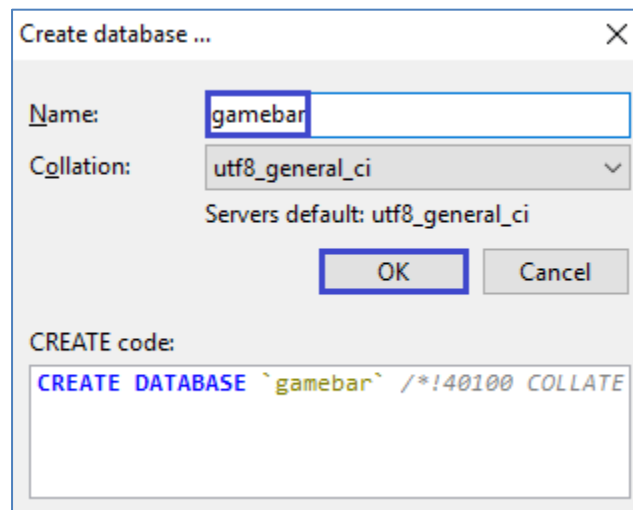 Create database ...
Name: gamebar
Collation: utf8_general_ci
Servers default: utf8_general_ci
OK Cancel
CREATE code:
CREATE DATABASE `gamebar` /*!40100 COLLATE